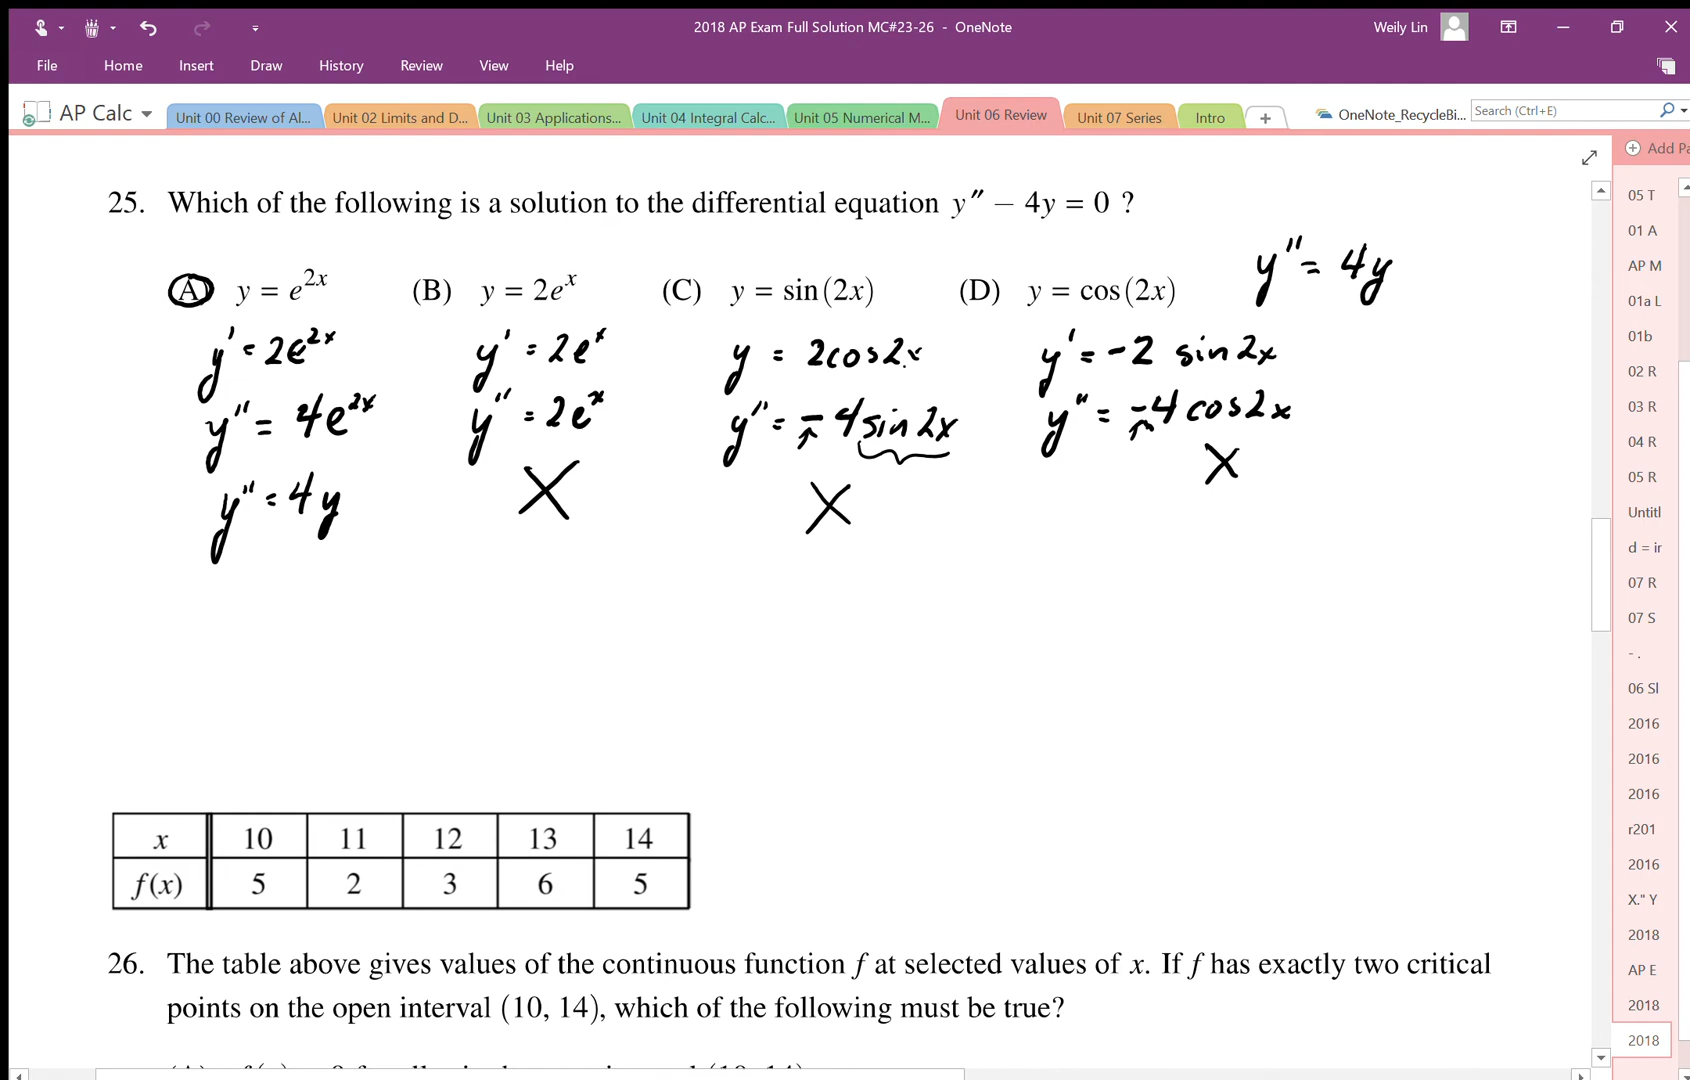 2018 AP Exam Full Solution MC#23-26 - OneNote
Weily Lin
File Home Insert Draw History Review View Help
AP Calc
Unit 00 Review of Al... Unit 02 Limits and D... Unit 03 Applications... Unit 04 Integral Calc... Unit 05 Numerical M... Unit 06 Review Unit 07 Series Intro +
OneNote_RecycleBi...
Search (Ctrl+E)
Add Pa
25. Which of the following is a solution to the differential equation y″ − 4y = 0 ?
y'' = 4y
(A) y = e^{2x} (B) y = 2e^x (C) y = sin(2x) (D) y = cos(2x)
y' = 2e^{2x} y' = 2e^x y = 2cos2x y' = -2 sin2x
y'' = 4e^{2x} y'' = 2e^x y'' = -4sin2x y'' = -4cos2x
y'' = 4y X X X
x 10 11 12 13 14
f(x) 5 2 3 6 5
26. The table above gives values of the continuous function f at selected values of x. If f has exactly two critical
points on the open interval (10, 14), which of the following must be true?
05 T
01 A
AP M
01a L
01b
02 R
03 R
04 R
05 R
Untitl
d = ir
07 R
07 S
- .
06 Sl
2016
2016
2016
r201
2016
X." Y
2018
AP E
2018
2018